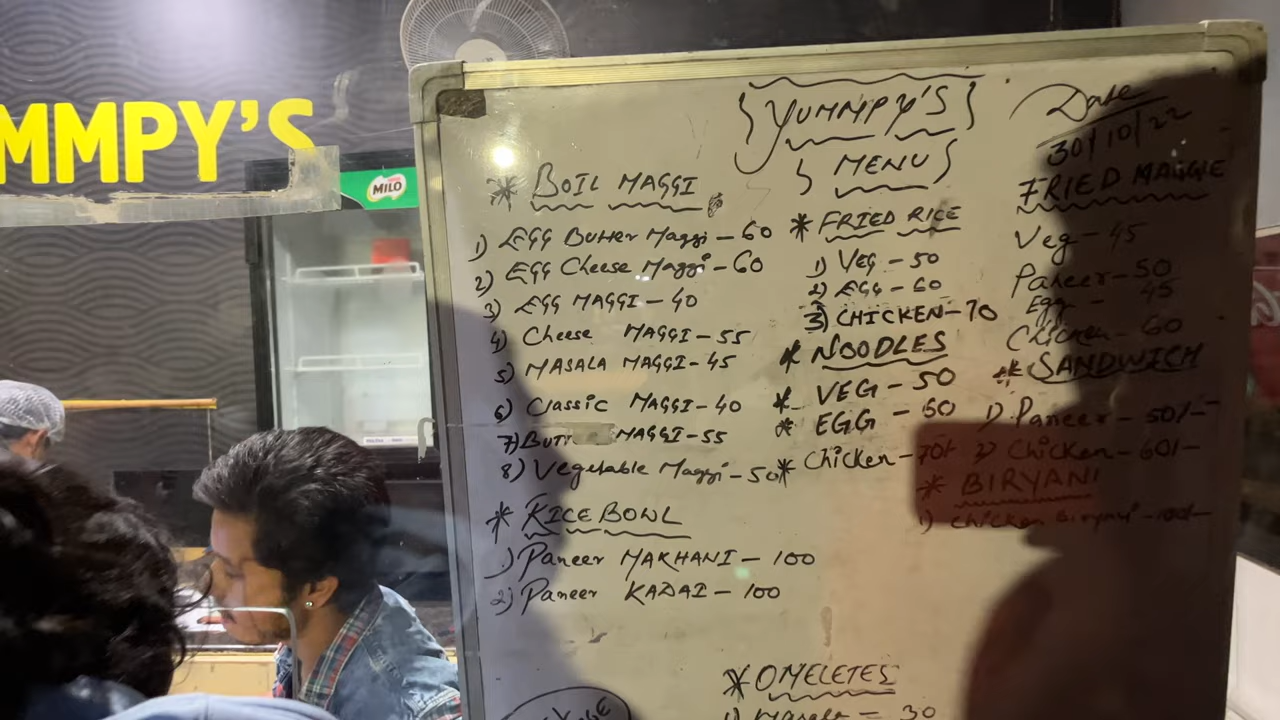 MMPY'S
MILO
YUMMPY'S
MENU
Date
30/10/22
* BOIL MAGGI
1) EGG Butter Maggi - 60
2) EGG Cheese Maggi - 60
3) EGG MAGGI - 40
4) Cheese MAGGI - 55
5) MASALA MAGGI - 45
6) Classic MAGGI - 40
7) MAGGI - 55
8) Vegetable Maggi - 50
* RICE BOWL
1) Paneer MAKHANI - 100
2) Paneer KADAI - 100
* FRIED RICE
1) VEG - 50
2) EGG - 60
3) CHICKEN - 70
* NOODLES
* VEG - 50
* EGG - 60
* Chicken - 70/-
FRIED MAGGIE
Veg - 45
Paneer - 50
Egg - 45
Chicken - 60
* SANDWICH
1) Paneer - 50/-
2) Chicken - 60/-
* BIRYANI
1) Chicken Biryani - 100/-
* OMELETES
1) - 30